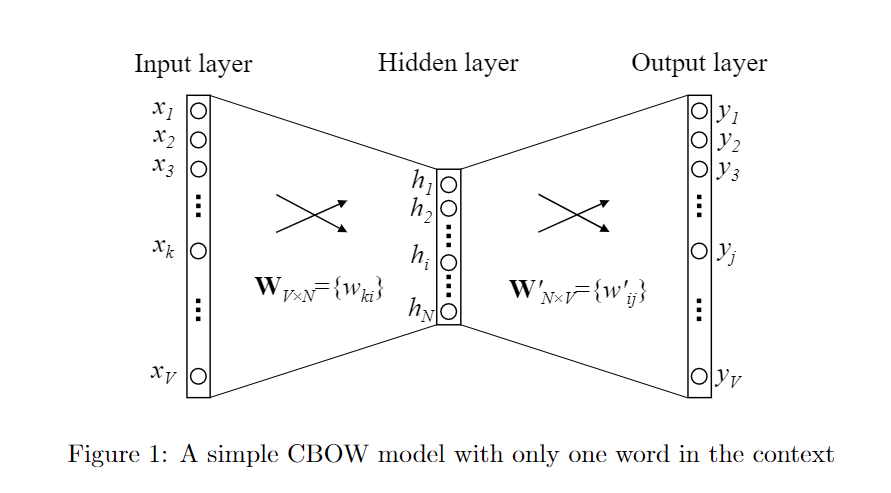 Input layer Hidden layer Output layer
x1
x2
x3
xk
xV
W V×N={wki}
h1
h2
hi
hN
W'N×V={w'ij}
y1
y2
y3
yj
yV
Figure 1: A simple CBOW model with only one word in the context